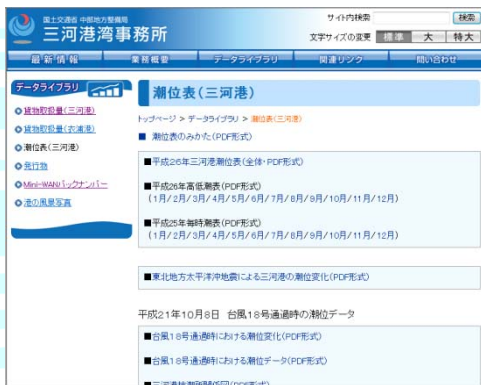 国土交通省 中部地方整備局
三河港湾事務所
サイト内検索
検索
文字サイズの変更 標準 大 特大
最新情報 業務概要 データライブラリ 関連リンク お問い合わせ
データライブラリ
貨物取扱量(三河港)
貨物取扱量(衣浦港)
潮位表(三河港)
発行物
Mini-WANバックナンバー
港の風景写真
潮位表(三河港)
トップページ > データライブラリ > 潮位表(三河港)
■ 潮位表のみかた(PDF形式)
■平成26年三河港潮位表(全体・PDF形式)
■平成26年高低潮表(PDF形式)
(1月/2月/3月/4月/5月/6月/7月/8月/9月/10月/11月/12月)
■平成25年毎時潮表(PDF形式)
(1月/2月/3月/4月/5月/6月/7月/8月/9月/10月/11月/12月)
■東北地方太平洋沖地震による三河港の潮位変化(PDF形式)
平成21年10月8日 台風18号通過時の潮位データ
■台風18号通過時における潮位変化(PDF形式)
■台風18号通過時における潮位データ(PDF形式)